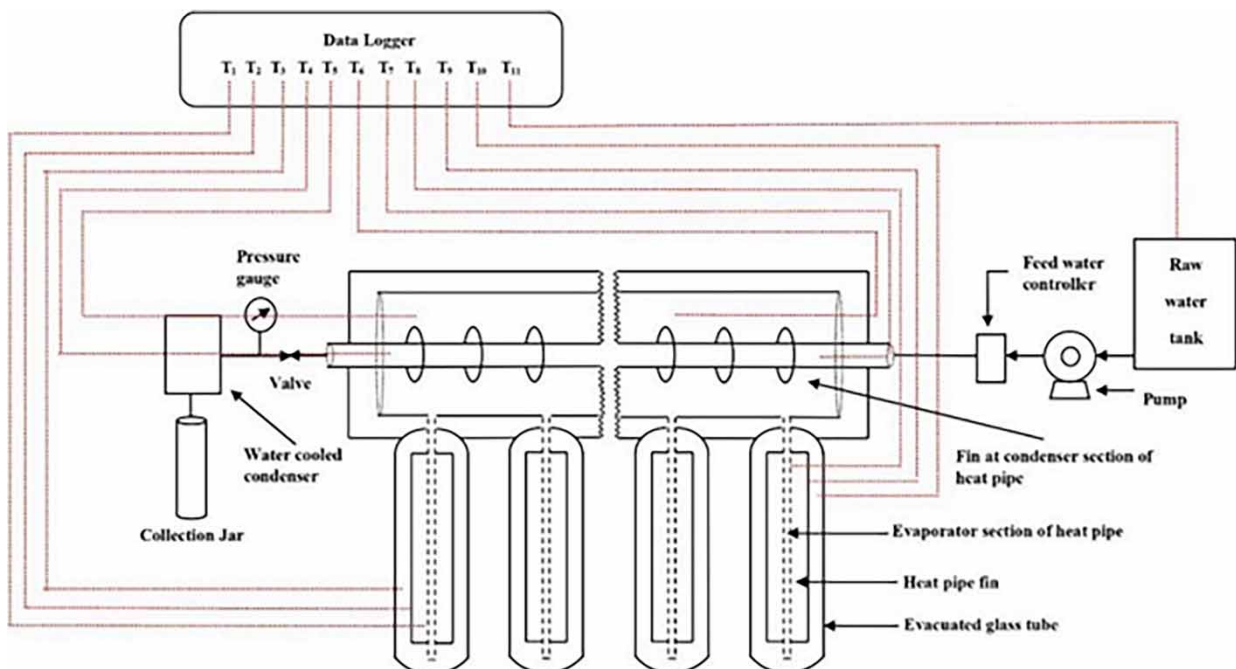 Data Logger
T₁ T₂ T₃ T₄ T₅ T₆ T₇ T₈ T₉ T₁₀ T₁₁
Pressure
gauge
Feed water
controller
Raw
water
tank
Valve
Pump
Water cooled
condenser
Fin at condenser section of
heat pipe
Collection Jar
Evaporator section of heat pipe
Heat pipe fin
Evacuated glass tube